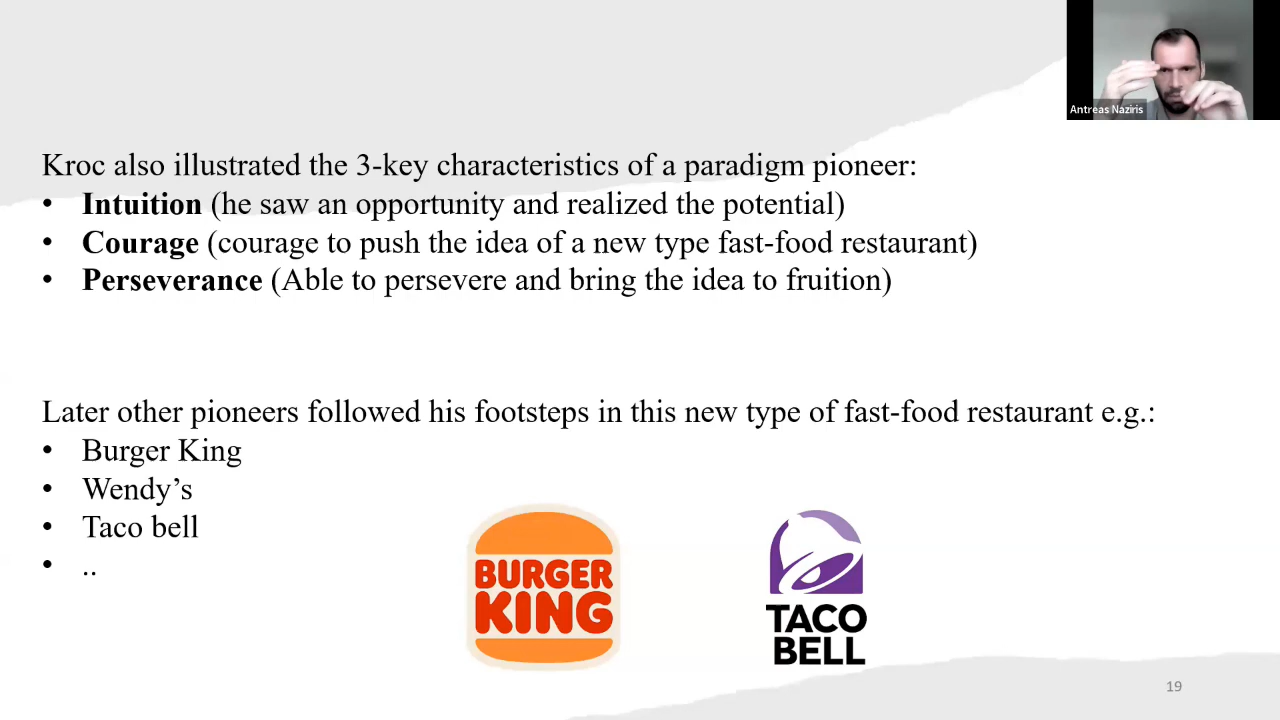 Antreas Naziris
Kroc also illustrated the 3-key characteristics of a paradigm pioneer:
• Intuition (he saw an opportunity and realized the potential)
• Courage (courage to push the idea of a new type fast-food restaurant)
• Perseverance (Able to persevere and bring the idea to fruition)
Later other pioneers followed his footsteps in this new type of fast-food restaurant e.g.:
• Burger King
• Wendy’s
• Taco bell
• ..
BURGER
KING
TACO
BELL
19